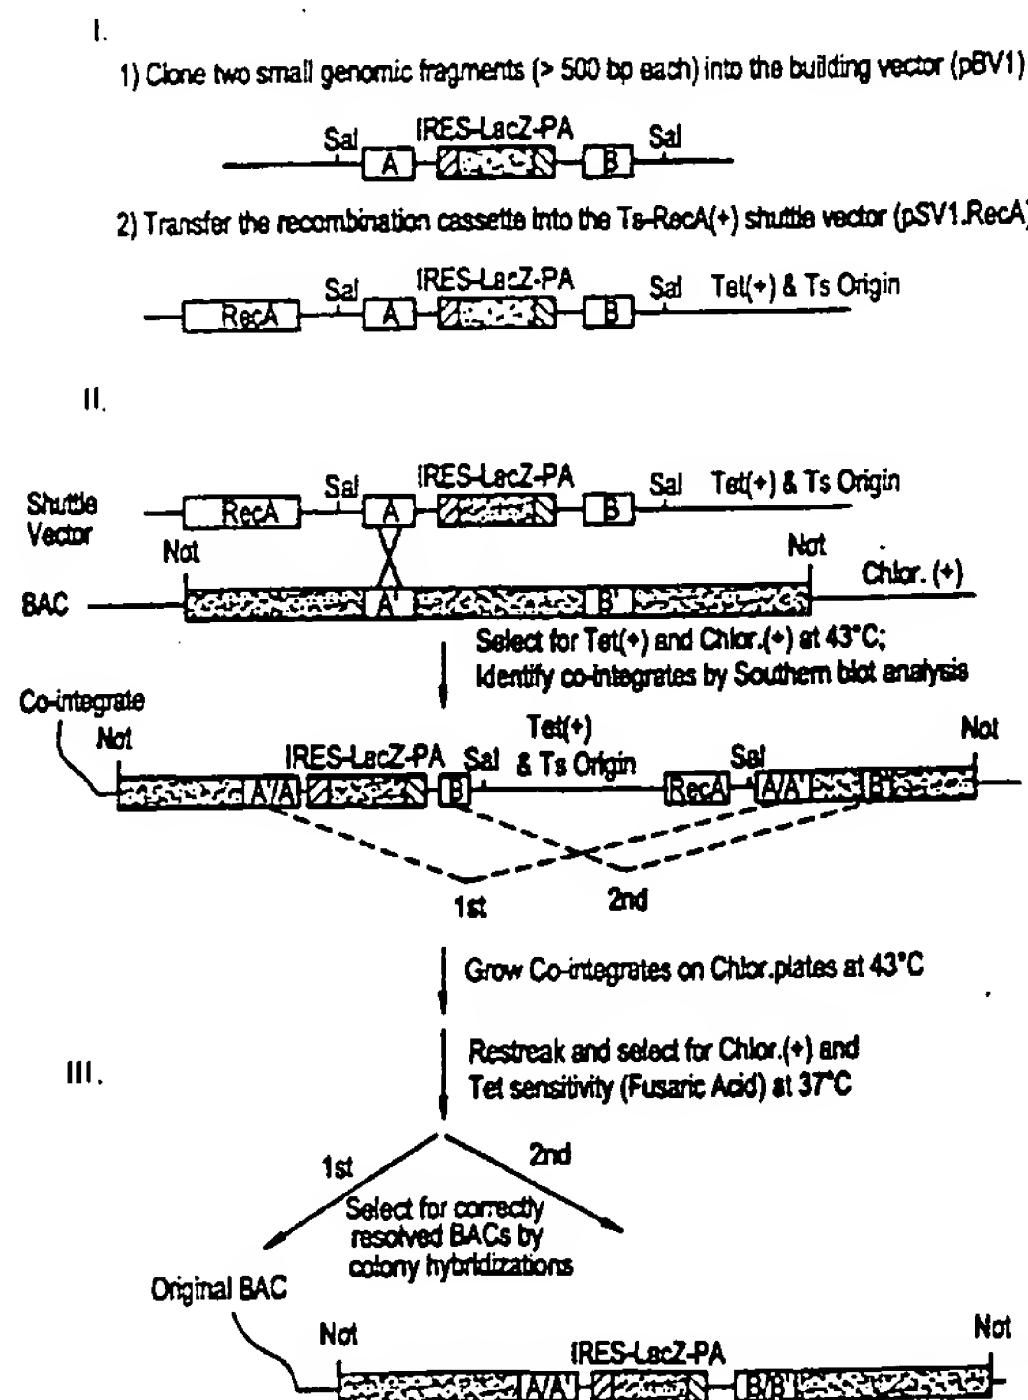 I.
1) Clone two small genomic fragments (> 500 bp each) into the building vector (pBV1)
Sal IRES-LacZ-PA Sal
A B
2) Transfer the recombination cassette into the Ts-RecA(+) shuttle vector (pSV1.RecA)
Sal IRES-LacZ-PA Sal Tet(+) & Ts Origin
RecA A B
II.
Shuttle
Vector
Sal IRES-LacZ-PA Sal Tet(+) & Ts Origin
RecA A B
Not Not
BAC Chlor. (+)
A' B'
Select for Tet(+) and Chlor.(+) at 43°C;
Identify co-integrates by Southern blot analysis
Co-integrate
Not Not
IRES-LacZ-PA Sal
Tet(+)
& Ts Origin
Sal
A'/A B RecA A/A' B'
1st 2nd
Grow Co-integrates on Chlor.plates at 43°C
III.
Restreak and select for Chlor.(+) and
Tet sensitivity (Fusaric Acid) at 37°C
1st 2nd
Select for correctly
resolved BACs by
colony hybridizations
Original BAC
Not IRES-LacZ-PA Not
A/A' B/B'